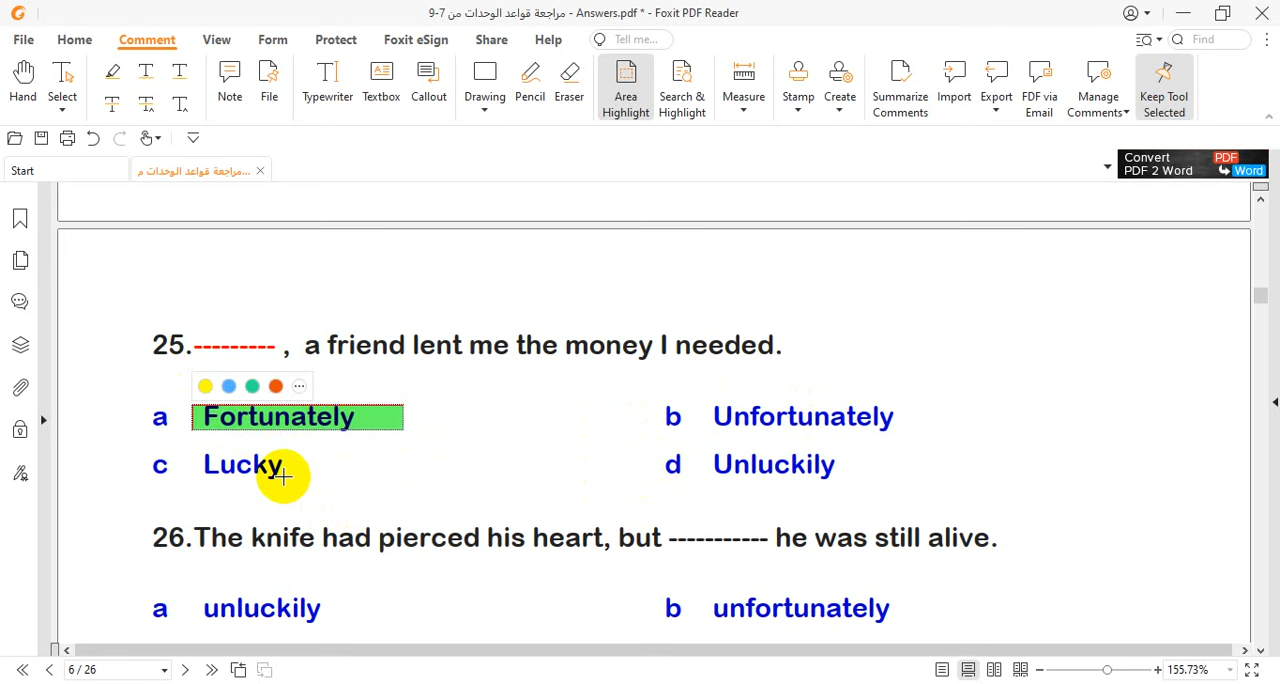 مراجعة قواعد الوحدات من 7-9 - Answers.pdf * - Foxit PDF Reader
File Home Comment View Form Protect Foxit eSign Share Help Tell me... Find
Hand Select Note File Typewriter Textbox Callout Drawing Pencil Eraser Area Highlight Search & Highlight Measure Stamp Create Summarize Comments Import Export FDF via Email Manage Comments Keep Tool Selected
Start مراجعة قواعد الوحدات م...
Convert PDF
PDF 2 Word Word
25.--------- , a friend lent me the money I needed.
a Fortunately b Unfortunately
c Lucky d Unluckily
26.The knife had pierced his heart, but ----------- he was still alive.
a unluckily b unfortunately
6 / 26 155.73%